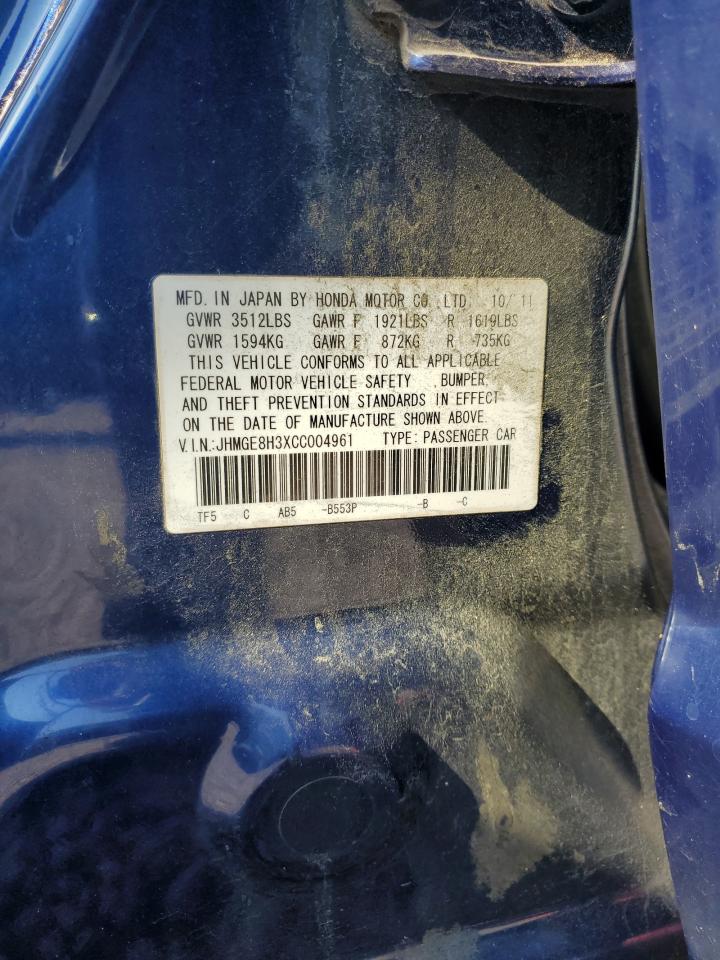 MFD. IN JAPAN BY HONDA MOTOR CO., LTD. 10/11
GVWR 3512LBS GAWR F 1921LBS R 1619LBS
GVWR 1594KG GAWR F 872KG R 735KG
THIS VEHICLE CONFORMS TO ALL APPLICABLE
FEDERAL MOTOR VEHICLE SAFETY , BUMPER,
AND THEFT PREVENTION STANDARDS IN EFFECT
ON THE DATE OF MANUFACTURE SHOWN ABOVE.
V.I.N.:JHMGE8H3XCC004961 TYPE: PASSENGER CAR
TF5 C AB5 -B553P -B -C